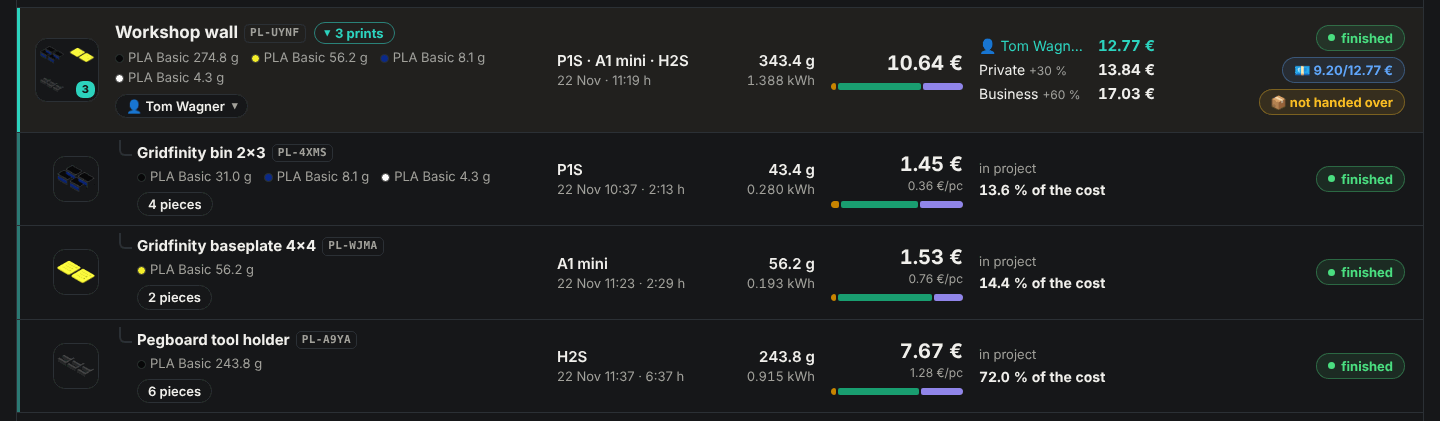 Workshop wall PL-UYNF ▾ 3 prints
PLA Basic 274.8 g PLA Basic 56.2 g PLA Basic 8.1 g
PLA Basic 4.3 g
3
Tom Wagner ▾
P1S · A1 mini · H2S
22 Nov · 11:19 h
343.4 g
1.388 kWh
10.64 €
Tom Wagn... 12.77 €
Private +30 % 13.84 €
Business +60 % 17.03 €
finished
9.20/12.77 €
not handed over
Gridfinity bin 2×3 PL-4XMS
PLA Basic 31.0 g PLA Basic 8.1 g PLA Basic 4.3 g
4 pieces
P1S
22 Nov 10:37 · 2:13 h
43.4 g
0.280 kWh
1.45 €
0.36 €/pc
in project
13.6 % of the cost
finished
Gridfinity baseplate 4×4 PL-WJMA
PLA Basic 56.2 g
2 pieces
A1 mini
22 Nov 11:23 · 2:29 h
56.2 g
0.193 kWh
1.53 €
0.76 €/pc
in project
14.4 % of the cost
finished
Pegboard tool holder PL-A9YA
PLA Basic 243.8 g
6 pieces
H2S
22 Nov 11:37 · 6:37 h
243.8 g
0.915 kWh
7.67 €
1.28 €/pc
in project
72.0 % of the cost
finished